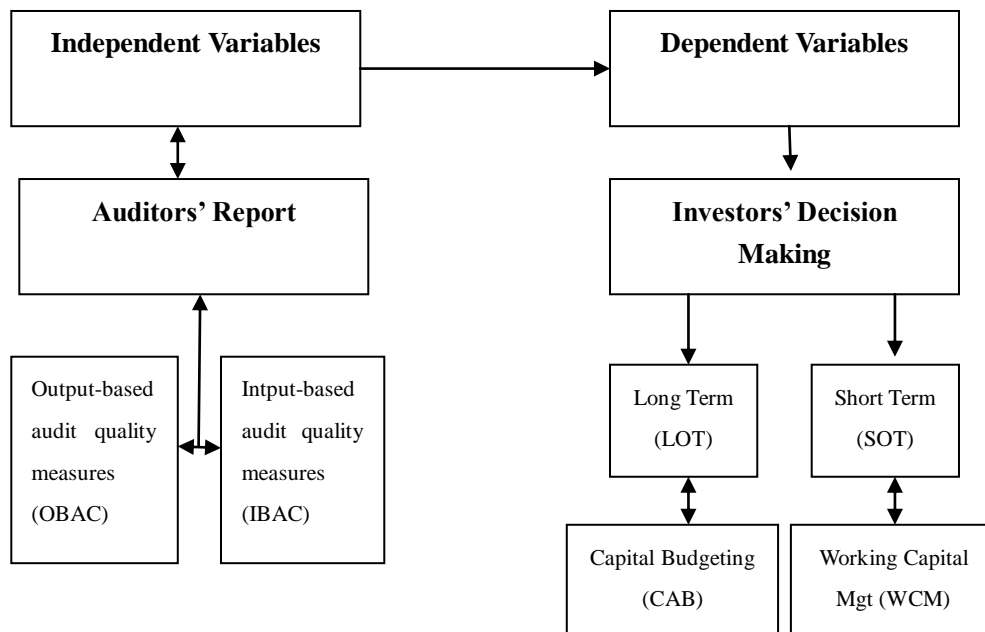 Independent Variables
Dependent Variables
Auditors' Report
Investors' Decision
Making
Output-based
audit quality
measures
(OBAC)
Intput-based
audit quality
measures
(IBAC)
Long Term
(LOT)
Short Term
(SOT)
Capital Budgeting
(CAB)
Working Capital
Mgt (WCM)